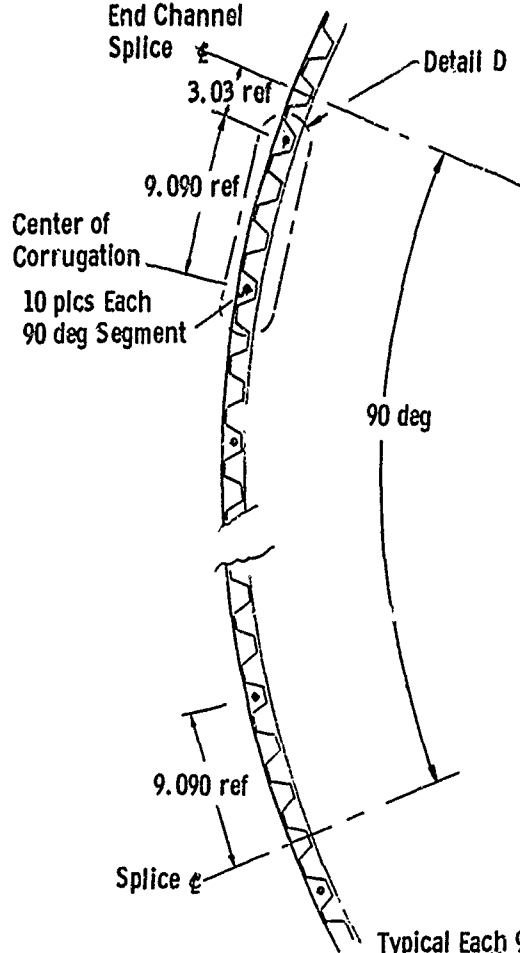 End Channel
Splice ℄
Detail D
3.03 ref
9.090 ref
Center of
Corrugation
10 plcs Each
90 deg Segment
90 deg
9.090 ref
Splice ℄
Typical Each 9